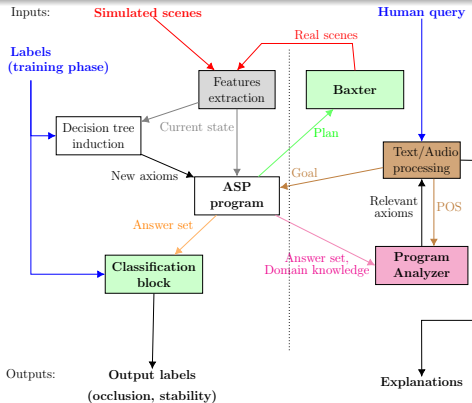 Inputs:
Simulated scenes
Human query
Real scenes
Labels
(training phase)
Features
extraction
Baxter
Decision tree
induction
Current state
Plan
Text/Audio
processing
New axioms
Goal
ASP
program
Relevant
axioms
POS
Answer set
Classification
block
Answer set,
Domain knowledge
Program
Analyzer
Outputs:
Output labels
(occlusion, stability)
Explanations